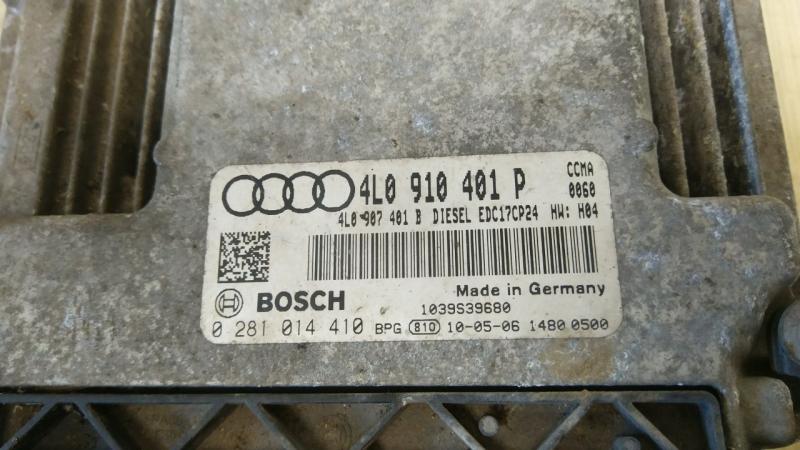 4L0 910 401 P CCMA
0060
4L0 907 401 B DIESEL EDC17CP24 HW: H04
Made in Germany
BOSCH 1039S39680
0 281 014 410 BPG 810 10-05-06 1480 0500